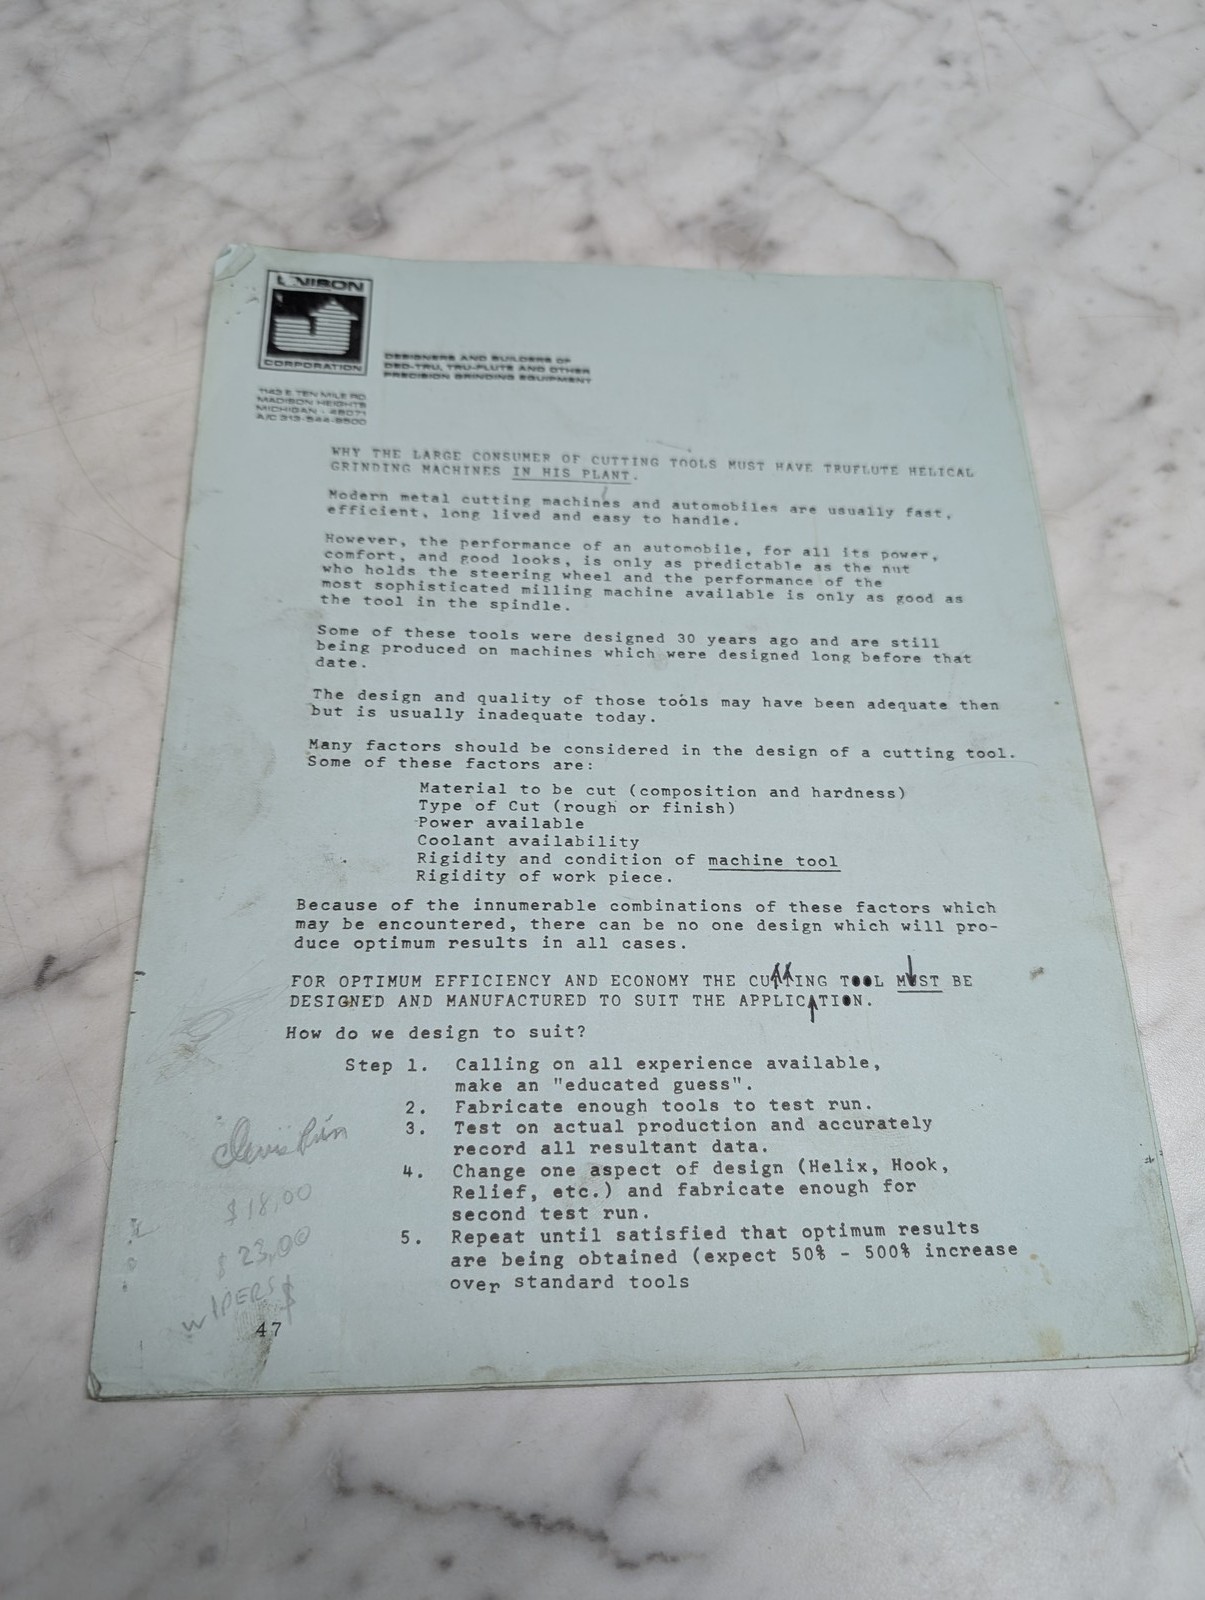 UNISON
CORPORATION
DESIGNERS AND BUILDERS OF
DED-TRU, TRU-FLUTE AND OTHER
PRECISION GRINDING EQUIPMENT
1143 E TEN MILE RD
MADISON HEIGHTS
MICHIGAN - 48071
A/C 313-544-9500
WHY THE LARGE CONSUMER OF CUTTING TOOLS MUST HAVE TRUFLUTE HELICAL
GRINDING MACHINES IN HIS PLANT.
Modern metal cutting machines and automobiles are usually fast,
efficient, long lived and easy to handle.
However, the performance of an automobile, for all its power,
comfort, and good looks, is only as predictable as the nut
who holds the steering wheel and the performance of the
most sophisticated milling machine available is only as good as
the tool in the spindle.
Some of these tools were designed 30 years ago and are still
being produced on machines which were designed long before that
date.
The design and quality of those tools may have been adequate then
but is usually inadequate today.
Many factors should be considered in the design of a cutting tool.
Some of these factors are:
Material to be cut (composition and hardness)
Type of Cut (rough or finish)
Power available
Coolant availability
Rigidity and condition of machine tool
Rigidity of work piece.
Because of the innumerable combinations of these factors which
may be encountered, there can be no one design which will pro-
duce optimum results in all cases.
FOR OPTIMUM EFFICIENCY AND ECONOMY THE CUTTING TOOL MUST BE
DESIGNED AND MANUFACTURED TO SUIT THE APPLICATION.
How do we design to suit?
Step 1. Calling on all experience available,
make an "educated guess".
2. Fabricate enough tools to test run.
3. Test on actual production and accurately
record all resultant data.
4. Change one aspect of design (Helix, Hook,
Relief, etc.) and fabricate enough for
second test run.
5. Repeat until satisfied that optimum results
are being obtained (expect 50% - 500% increase
over standard tools
$18,00
$23,00
WIPERS $
47